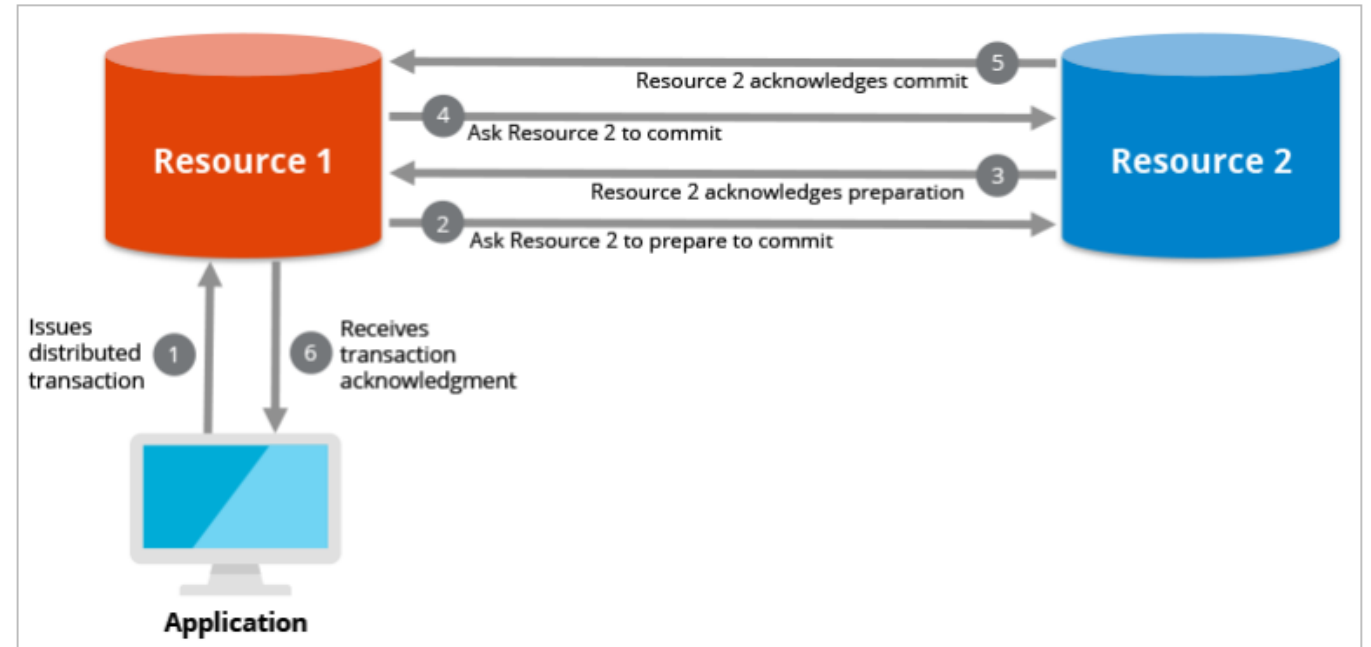 5
Resource 2 acknowledges commit
4
Ask Resource 2 to commit
Resource 1
Resource 2
3
Resource 2 acknowledges preparation
2
Ask Resource 2 to prepare to commit
Issues
distributed
transaction
1
6
Receives
transaction
acknowledgment
Application